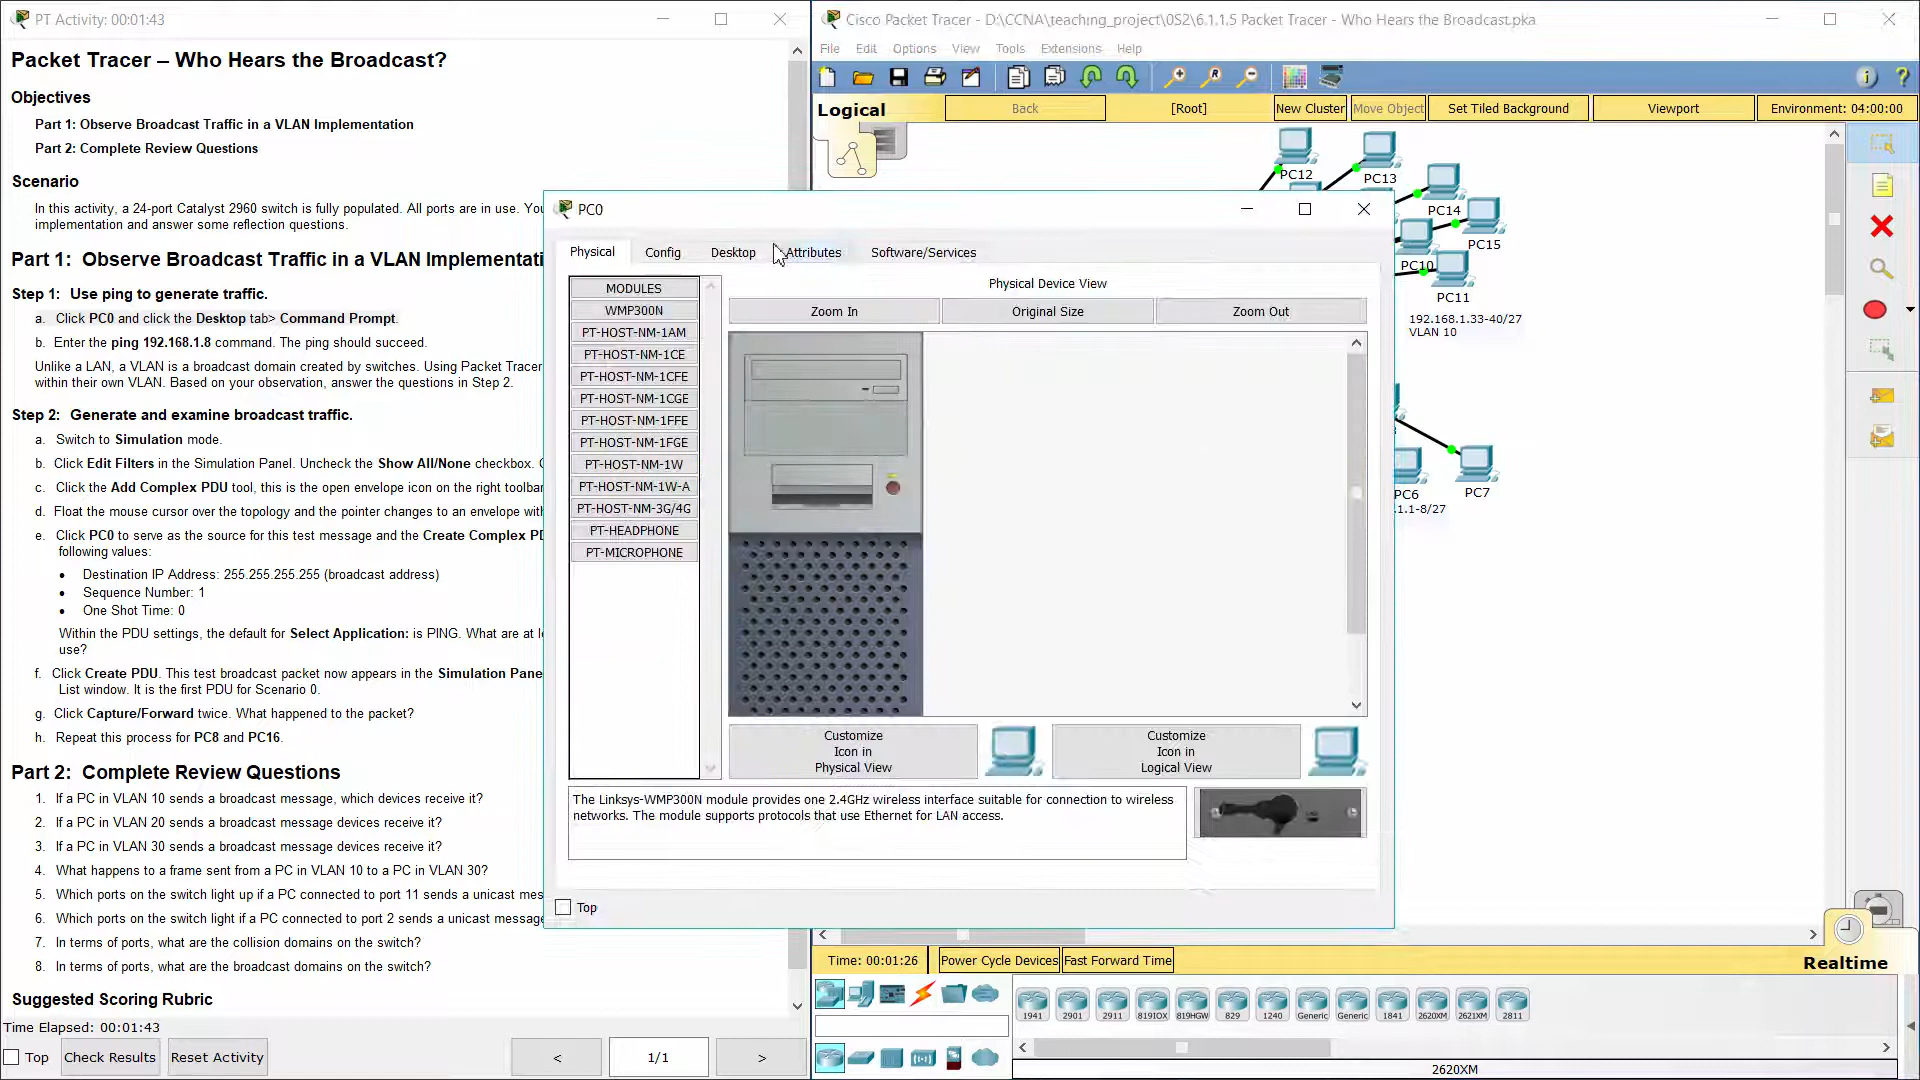 PT Activity: 00:01:43
Packet Tracer – Who Hears the Broadcast?
Objectives
Part 1: Observe Broadcast Traffic in a VLAN Implementation
Part 2: Complete Review Questions
Scenario
In this activity, a 24-port Catalyst 2960 switch is fully populated. All ports are in use. You
implementation and answer some reflection questions.
Part 1: Observe Broadcast Traffic in a VLAN Implementati
Step 1: Use ping to generate traffic.
a. Click PC0 and click the Desktop tab> Command Prompt.
b. Enter the ping 192.168.1.8 command. The ping should succeed.
Unlike a LAN, a VLAN is a broadcast domain created by switches. Using Packet Tracer
within their own VLAN. Based on your observation, answer the questions in Step 2.
Step 2: Generate and examine broadcast traffic.
a. Switch to Simulation mode.
b. Click Edit Filters in the Simulation Panel. Uncheck the Show All/None checkbox.
c. Click the Add Complex PDU tool, this is the open envelope icon on the right toolbar
d. Float the mouse cursor over the topology and the pointer changes to an envelope with
e. Click PC0 to serve as the source for this test message and the Create Complex PD
following values:
• Destination IP Address: 255.255.255.255 (broadcast address)
• Sequence Number: 1
• One Shot Time: 0
Within the PDU settings, the default for Select Application: is PING. What are at le
use?
f. Click Create PDU. This test broadcast packet now appears in the Simulation Pane
List window. It is the first PDU for Scenario 0.
g. Click Capture/Forward twice. What happened to the packet?
h. Repeat this process for PC8 and PC16.
Part 2: Complete Review Questions
1. If a PC in VLAN 10 sends a broadcast message, which devices receive it?
2. If a PC in VLAN 20 sends a broadcast message devices receive it?
3. If a PC in VLAN 30 sends a broadcast message devices receive it?
4. What happens to a frame sent from a PC in VLAN 10 to a PC in VLAN 30?
5. Which ports on the switch light up if a PC connected to port 11 sends a unicast mes
6. Which ports on the switch light if a PC connected to port 2 sends a unicast message
7. In terms of ports, what are the collision domains on the switch?
8. In terms of ports, what are the broadcast domains on the switch?
Suggested Scoring Rubric
Time Elapsed: 00:01:43
Top
Check Results
Reset Activity
<
1/1
>
Cisco Packet Tracer - D:\CCNA\teaching_project\0S2\6.1.1.5 Packet Tracer - Who Hears the Broadcast.pka
File Edit Options View Tools Extensions Help
Logical
Back
[Root]
New Cluster
Move Object
Set Tiled Background
Viewport
Environment: 04:00:00
PC12
PC13
PC14
PC15
PC10
PC11
192.168.1.33-40/27
VLAN 10
PC6
PC7
.1.1-8/27
PC0
Physical
Config
Desktop
Attributes
Software/Services
MODULES
WMP300N
PT-HOST-NM-1AM
PT-HOST-NM-1CE
PT-HOST-NM-1CFE
PT-HOST-NM-1CGE
PT-HOST-NM-1FFE
PT-HOST-NM-1FGE
PT-HOST-NM-1W
PT-HOST-NM-1W-A
PT-HOST-NM-3G/4G
PT-HEADPHONE
PT-MICROPHONE
Physical Device View
Zoom In
Original Size
Zoom Out
Customize
Icon in
Physical View
Customize
Icon in
Logical View
The Linksys-WMP300N module provides one 2.4GHz wireless interface suitable for connection to wireless
networks. The module supports protocols that use Ethernet for LAN access.
Top
Time: 00:01:26
Power Cycle Devices
Fast Forward Time
Realtime
1941
2901
2911
819IOX
819HGW
829
1240
Generic
Generic
1841
2620XM
2621XM
2811
2620XM